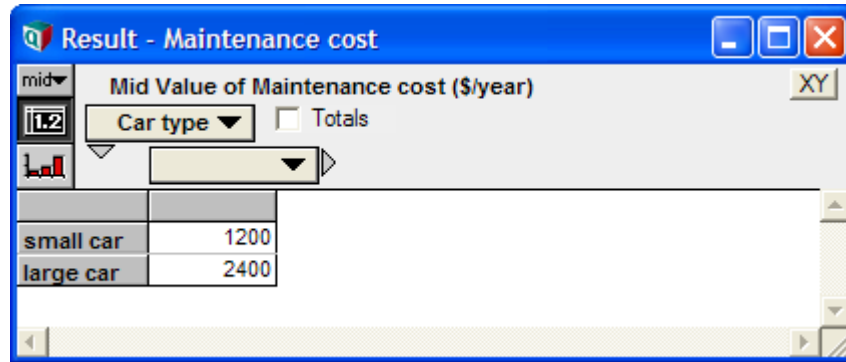 Result - Maintenance cost
mid
Mid Value of Maintenance cost ($/year)
XY
1.2
Car type
Totals
small car 1200
large car 2400